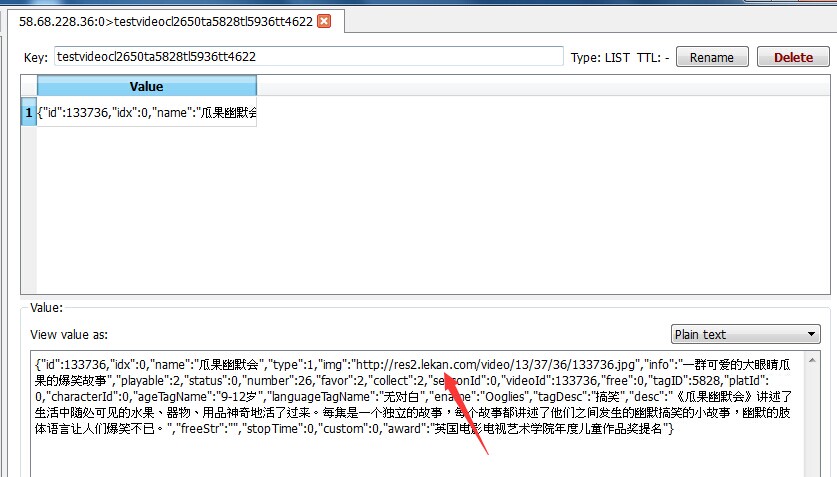 58.68.228.36:0>testvideocl2650ta5828tl5936tt4622
Key: testvideocl2650ta5828tl5936tt4622 Type: LIST TTL: - Rename Delete
Value
1 {"id":133736,"idx":0,"name":"瓜果幽默会
Value:
View value as: Plain text
{"id":133736,"idx":0,"name":"瓜果幽默会","type":1,"img":"http://res2.lekan.com/video/13/37/36/133736.jpg","info":"一群可爱的大眼睛瓜
果的爆笑故事","playable":2,"status":0,"number":26,"favor":2,"collect":2,"seasonId":0,"videoId":133736,"free":0,"tagID":5828,"platId":
0,"characterId":0,"ageTagName":"9-12岁","languageTagName":"无对白","ename":"Ooglies","tagDesc":"搞笑","desc":"《瓜果幽默会》讲述了
生活中随处可见的水果、器物、用品神奇地活了过来。每集是一个独立的故事，每个故事都讲述了他们之间发生的幽默搞笑的小故事，幽默的肢
体语言让人们爆笑不已。","freeStr":"","stopTime":0,"custom":0,"award":"英国电影电视艺术学院年度儿童作品奖提名"}